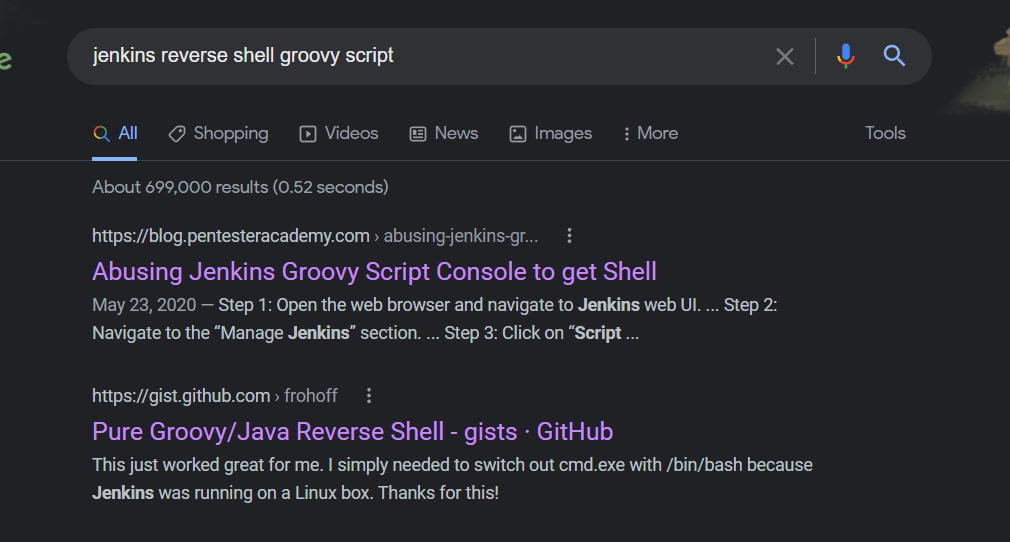 e
jenkins reverse shell groovy script
All Shopping Videos News Images More Tools
About 699,000 results (0.52 seconds)
https://blog.pentesteracademy.com › abusing-jenkins-gr...
Abusing Jenkins Groovy Script Console to get Shell
May 23, 2020 — Step 1: Open the web browser and navigate to Jenkins web UI. ... Step 2:
Navigate to the “Manage Jenkins” section. ... Step 3: Click on “Script ...
https://gist.github.com › frohoff
Pure Groovy/Java Reverse Shell - gists · GitHub
This just worked great for me. I simply needed to switch out cmd.exe with /bin/bash because
Jenkins was running on a Linux box. Thanks for this!